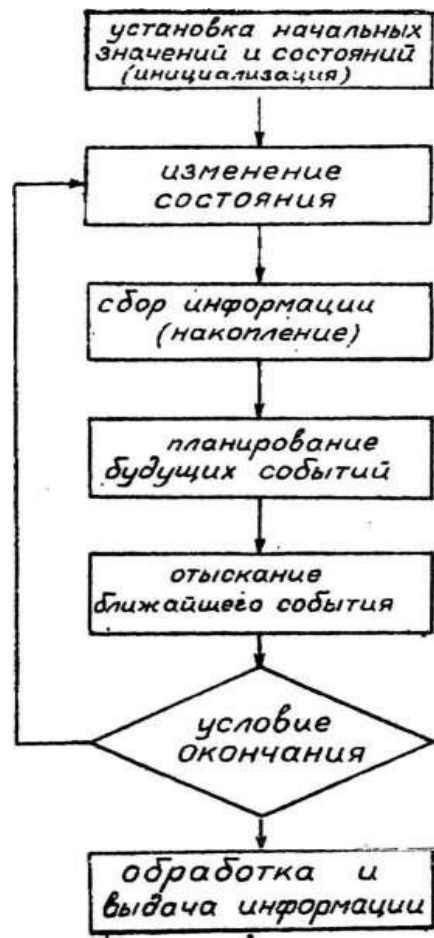 установка начальных
значений и состояний
(инициализация)
изменение
состояния
сбор информации
(накопление)
планирование
будущих событий
отыскание
ближайшего события
условие
окончания
обработка и
выдача информации